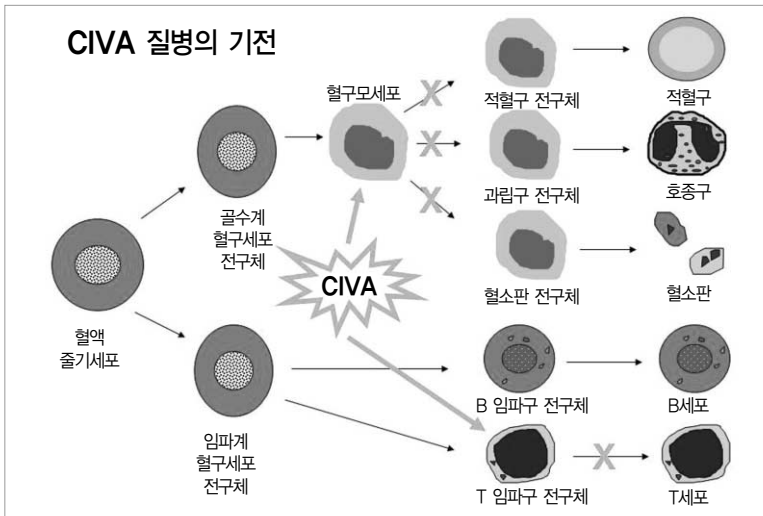 CIVA 질병의 기전
혈구모세포
적혈구 전구체
적혈구
과립구 전구체
호중구
골수계
혈구세포
전구체
CIVA
혈소판 전구체
혈소판
혈액
줄기세포
B 임파구 전구체
B세포
임파계
혈구세포
전구체
T 임파구 전구체
T세포
X
X
X
X